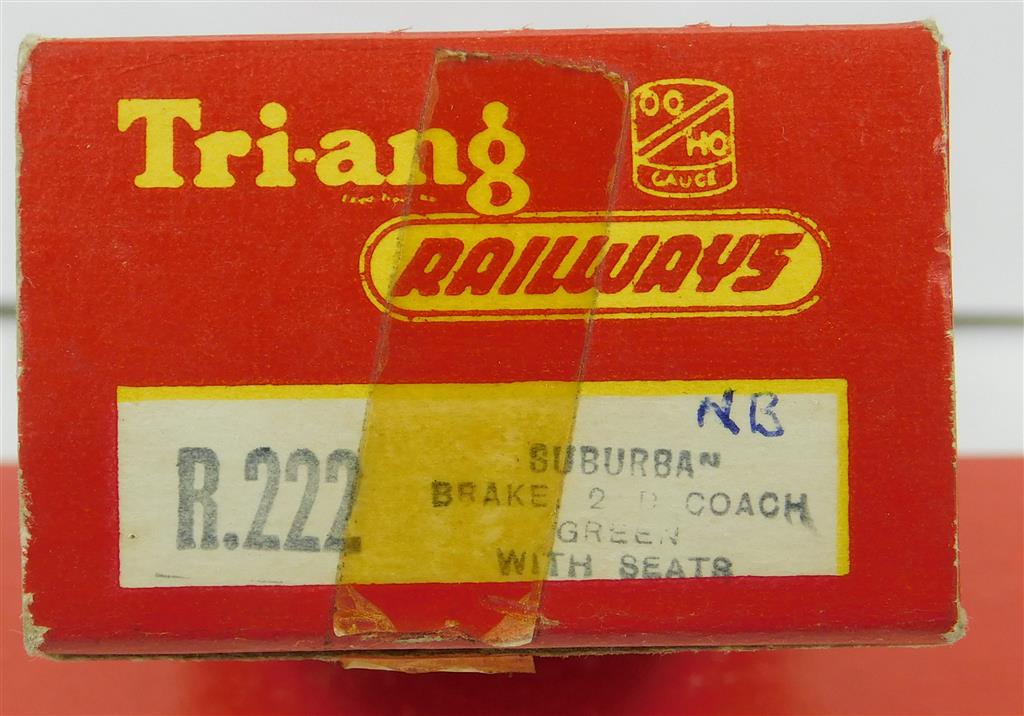 Tri-ang
OO
HO
GAUGE
RAILWAYS
NB
R.222
SUBURBAN
BRAKE, 2 D COACH
GREEN
WITH SEATS